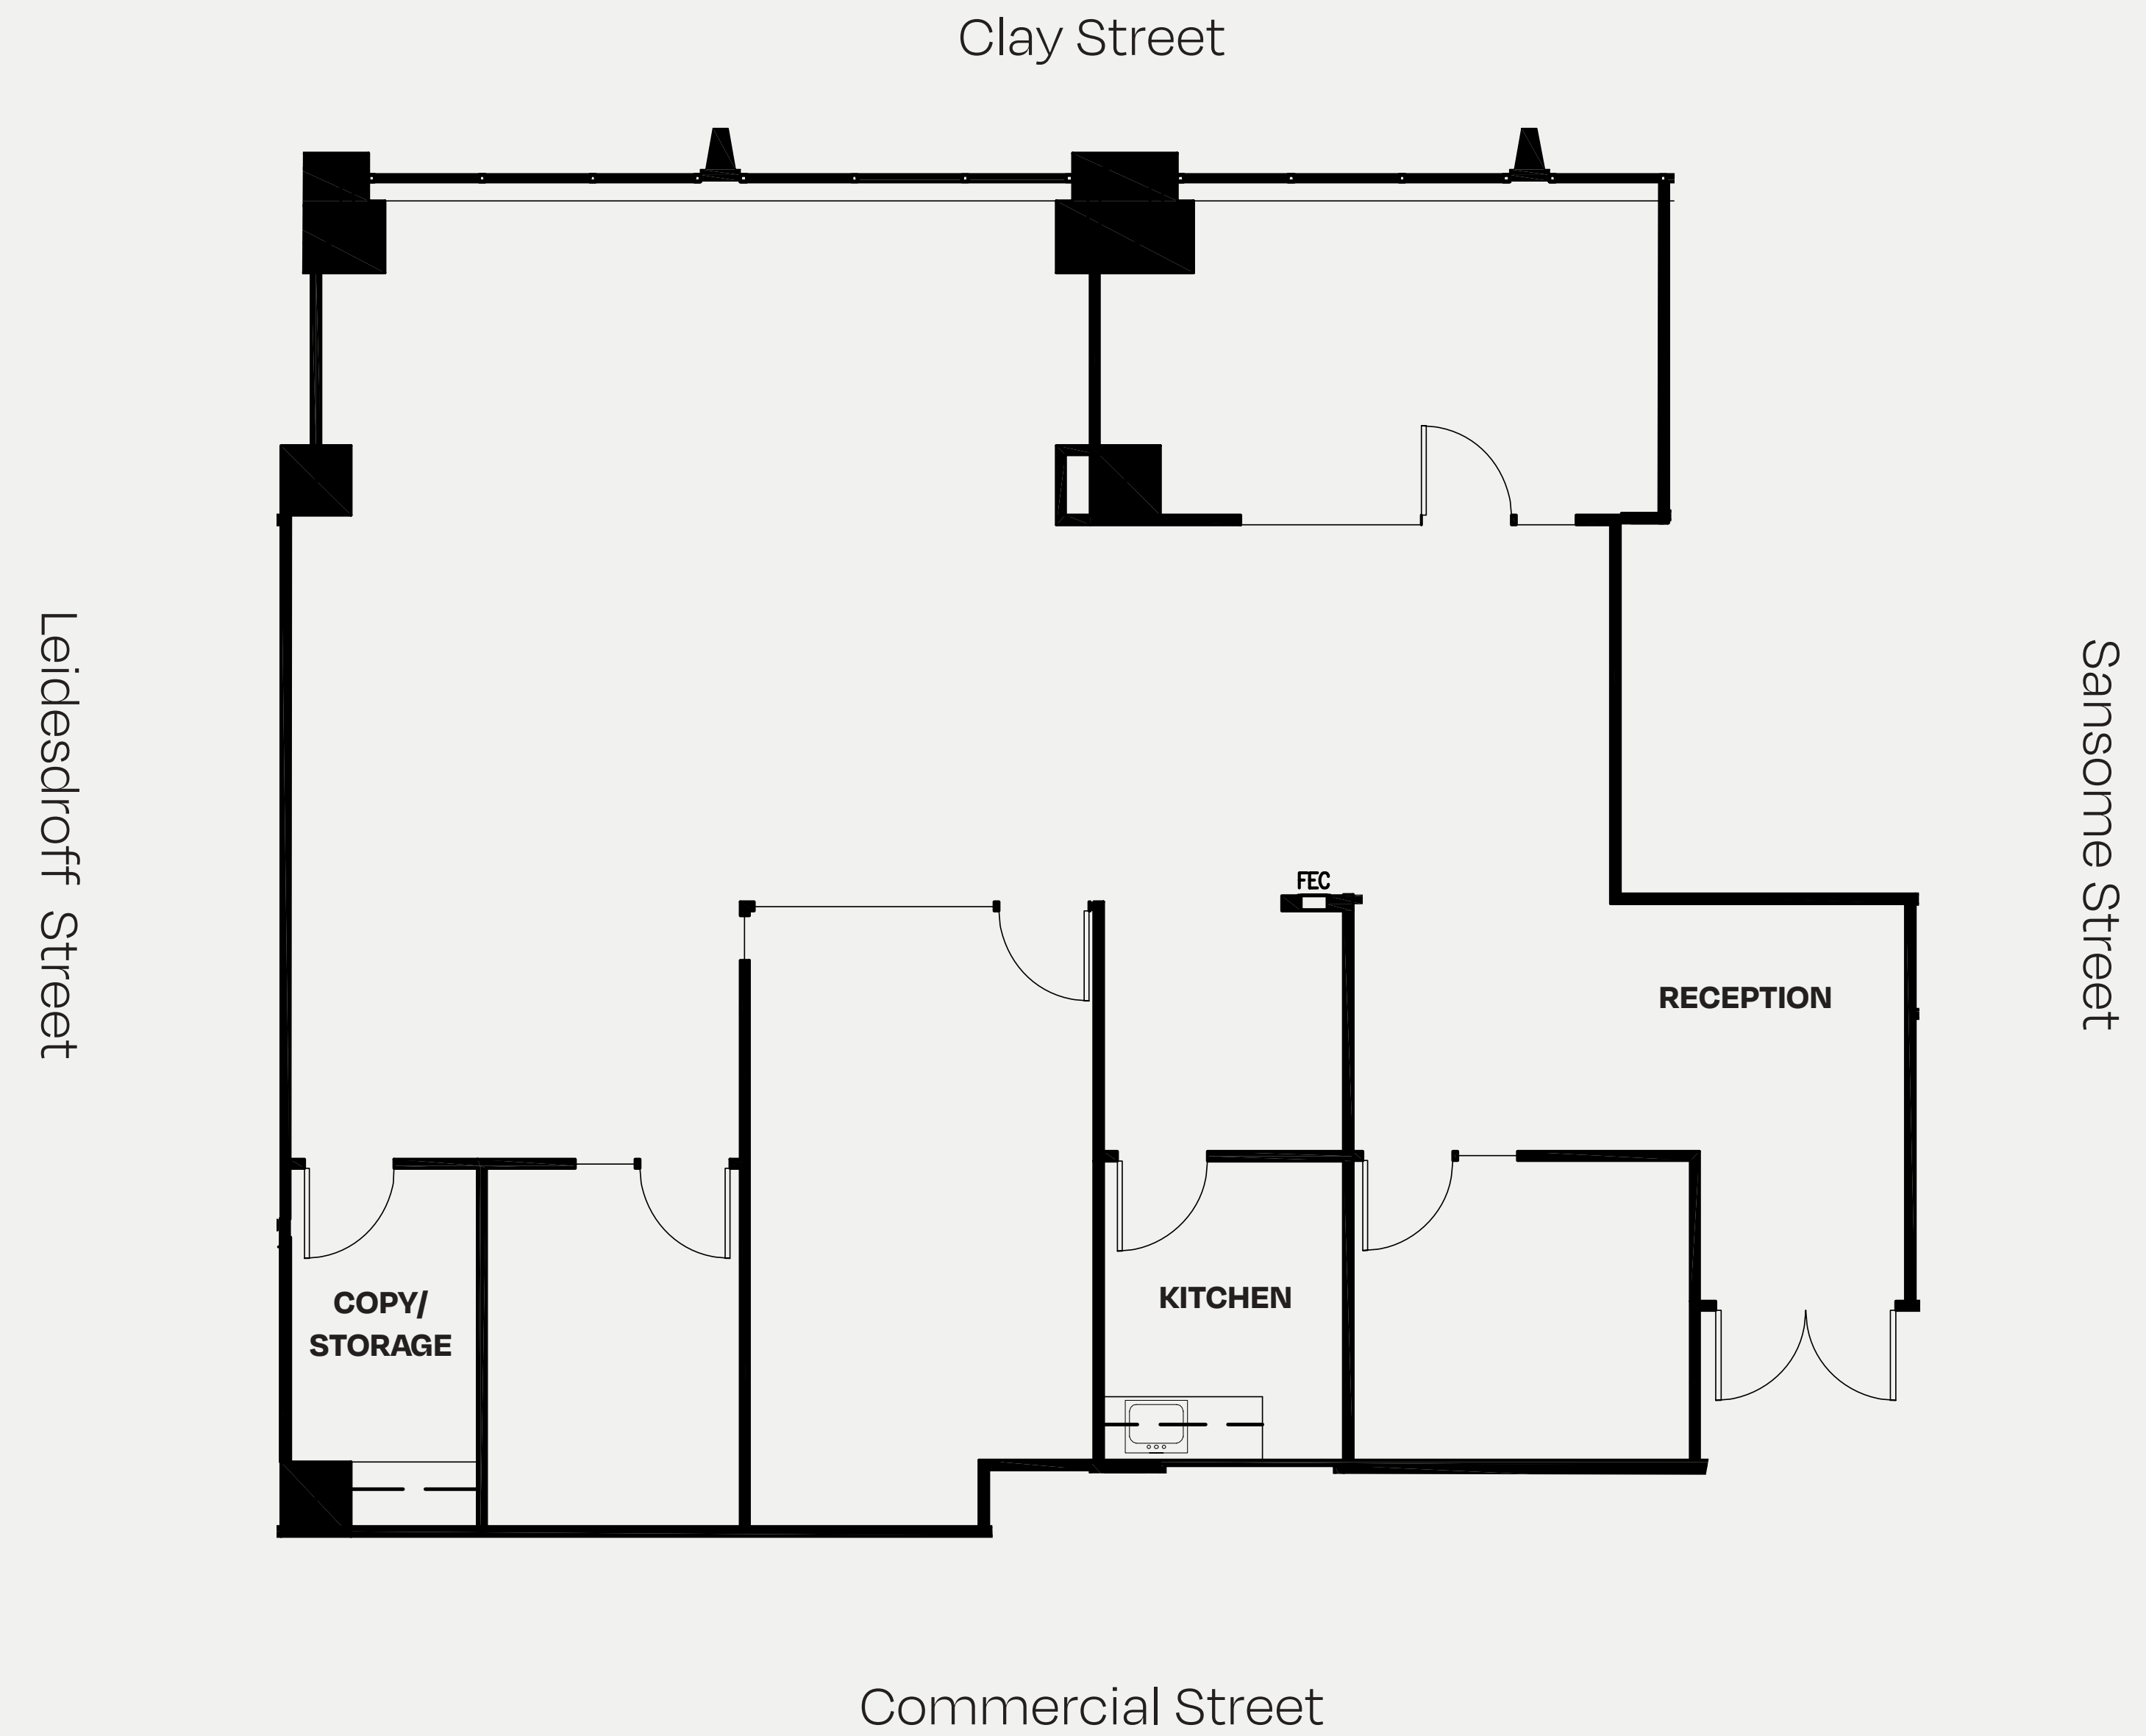 Clay Street
Leidesdroff Street
Sansome Street
FEC
RECEPTION
COPY/
STORAGE
KITCHEN
Commercial Street